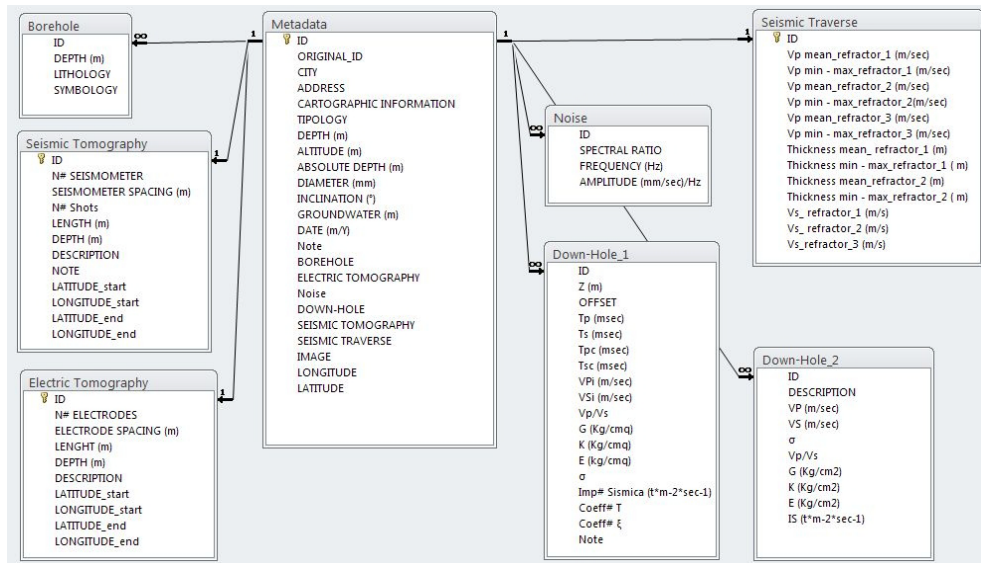 Borehole
ID
DEPTH (m)
LITHOLOGY
SYMBOLOGY
∞
1
Seismic Tomography
ID
N# SEISMOMETER
SEISMOMETER SPACING (m)
N# Shots
LENGTH (m)
DEPTH (m)
DESCRIPTION
NOTE
LATITUDE_start
LONGITUDE_start
LATITUDE_end
LONGITUDE_end
1
Electric Tomography
ID
N# ELECTRODES
ELECTRODE SPACING (m)
LENGHT (m)
DEPTH (m)
DESCRIPTION
LATITUDE_start
LONGITUDE_start
LATITUDE_end
LONGITUDE_end
1
Metadata
ID
ORIGINAL_ID
CITY
ADDRESS
CARTOGRAPHIC INFORMATION
TIPOLOGY
DEPTH (m)
ALTITUDE (m)
ABSOLUTE DEPTH (m)
DIAMETER (mm)
INCLINATION (°)
GROUNDWATER (m)
DATE (m/Y)
Note
BOREHOLE
ELECTRIC TOMOGRAPHY
Noise
DOWN-HOLE
SEISMIC TOMOGRAPHY
SEISMIC TRAVERSE
IMAGE
LONGITUDE
LATITUDE
1
1
Noise
ID
SPECTRAL RATIO
FREQUENCY (Hz)
AMPLITUDE (mm/sec)/Hz
∞
Down-Hole_1
ID
Z (m)
OFFSET
Tp (msec)
Ts (msec)
Tpc (msec)
Tsc (msec)
VPi (m/sec)
VSi (m/sec)
Vp/Vs
G (Kg/cmq)
K (Kg/cmq)
E (kg/cmq)
σ
Imp# Sismica (t*m-2*sec-1)
Coeff# T
Coeff# ξ
Note
∞
Seismic Traverse
ID
Vp mean_refractor_1 (m/sec)
Vp min - max_refractor_1 (m/sec)
Vp mean_refractor_2 (m/sec)
Vp min - max_refractor_2(m/sec)
Vp mean_refractor_3 (m/sec)
Vp min - max_refractor_3 (m/sec)
Thickness mean_ refractor_1 (m)
Thickness min - max_refractor_1 ( m)
Thickness mean_refractor_2 (m)
Thickness min - max_refractor_2 ( m)
Vs_ refractor_1 (m/s)
Vs_ refractor_2 (m/s)
Vs_refractor_3 (m/s)
∞
Down-Hole_2
ID
DESCRIPTION
VP (m/sec)
VS (m/sec)
σ
Vp/Vs
G (Kg/cm2)
K (Kg/cm2)
E (Kg/cm2)
IS (t*m-2*sec-1)